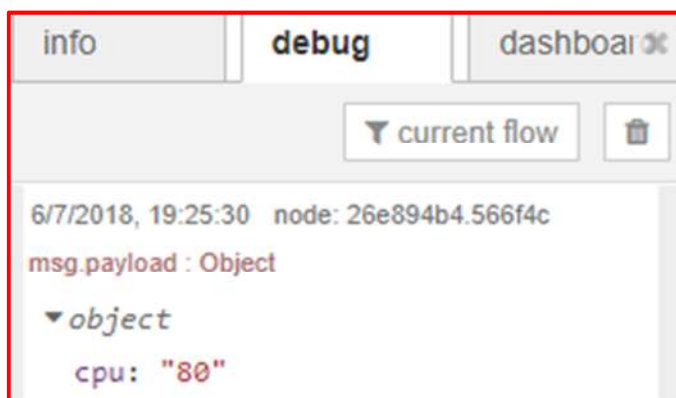 info debug dashboar
current flow
6/7/2018, 19:25:30 node: 26e894b4.566f4c
msg.payload : Object
object
cpu: "80"